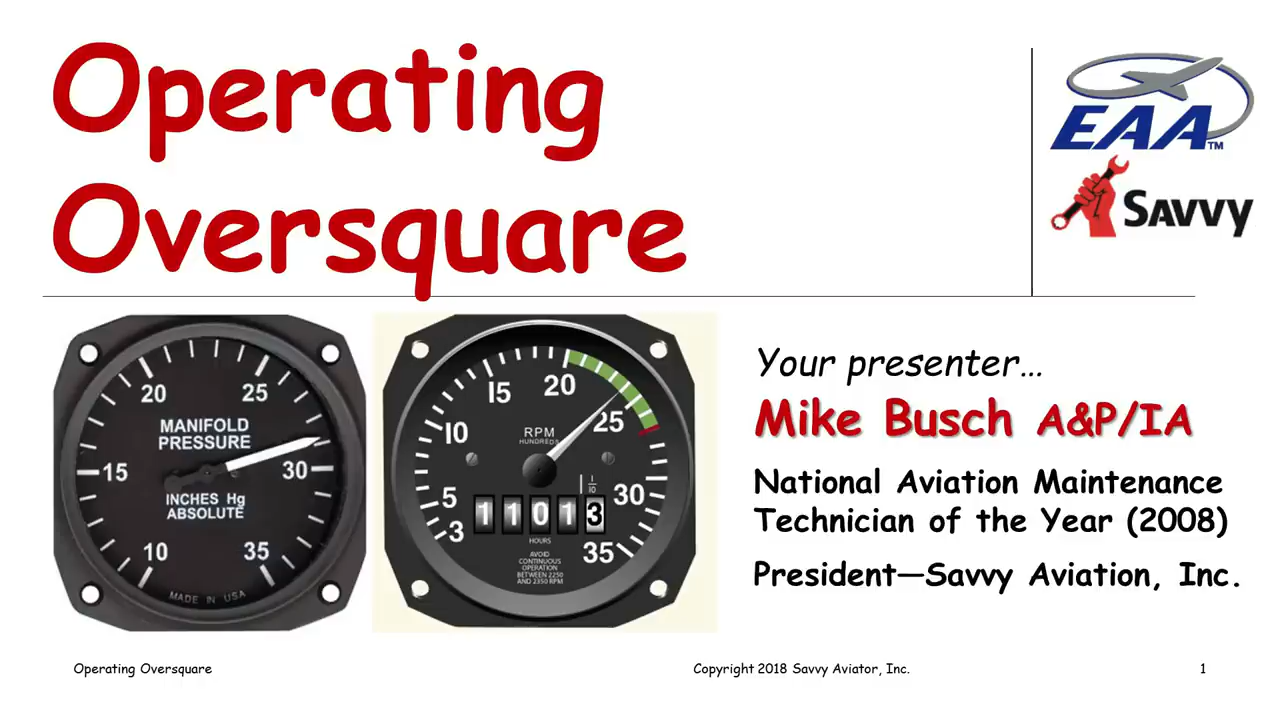 Operating
Oversquare
EAA™
SAVVY
20
25
MANIFOLD
PRESSURE
15
30
INCHES Hg
ABSOLUTE
10
35
MADE IN USA
15
20
25
10
RPM
HUNDREDS
5
30
3
1 1 0 1 3
1
10
HOURS
35
AVOID
CONTINUOUS
OPERATION
BETWEEN 2250
AND 2350 RPM
Your presenter…
Mike Busch A&P/IA
National Aviation Maintenance
Technician of the Year (2008)
President—Savvy Aviation, Inc.
Operating Oversquare
Copyright 2018 Savvy Aviator, Inc.
1